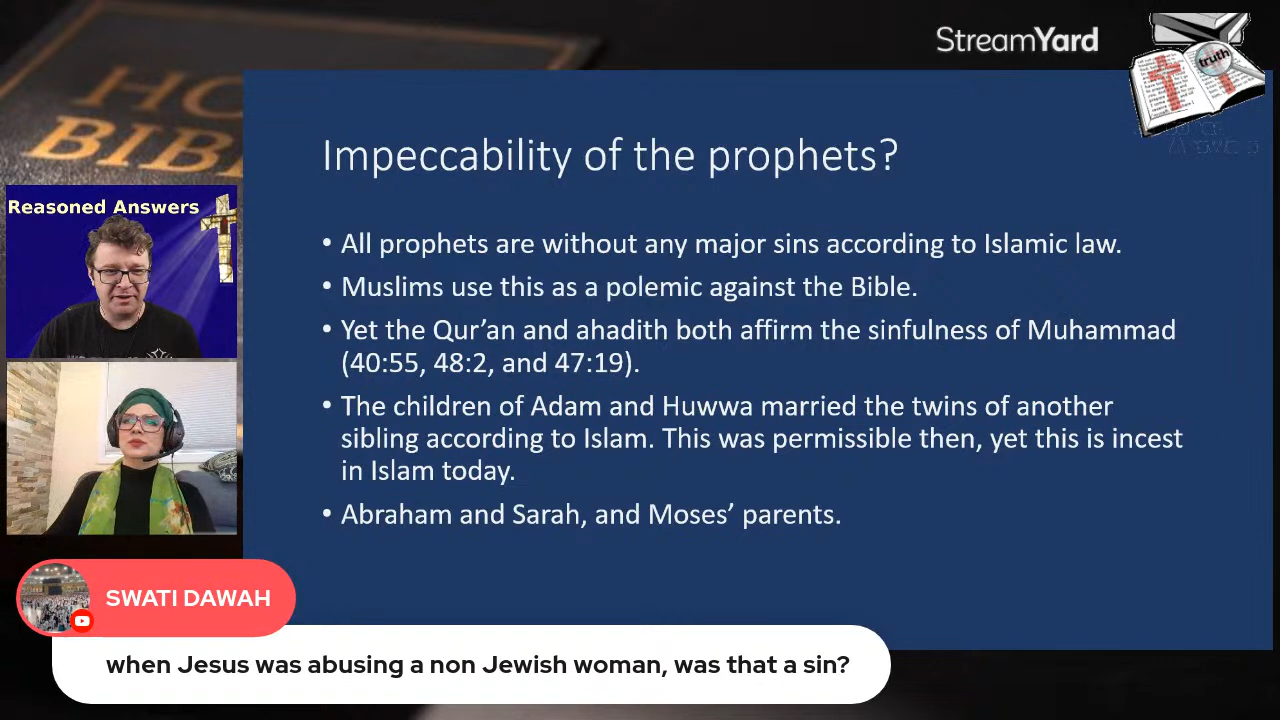 StreamYard
truth
HO
BIB
Reasoned Answers
Impeccability of the prophets?
• All prophets are without any major sins according to Islamic law.
• Muslims use this as a polemic against the Bible.
• Yet the Qur’an and ahadith both affirm the sinfulness of Muhammad
(40:55, 48:2, and 47:19).
• The children of Adam and Huwwa married the twins of another
sibling according to Islam. This was permissible then, yet this is incest
in Islam today.
• Abraham and Sarah, and Moses’ parents.
SWATI DAWAH
when Jesus was abusing a non Jewish woman, was that a sin?